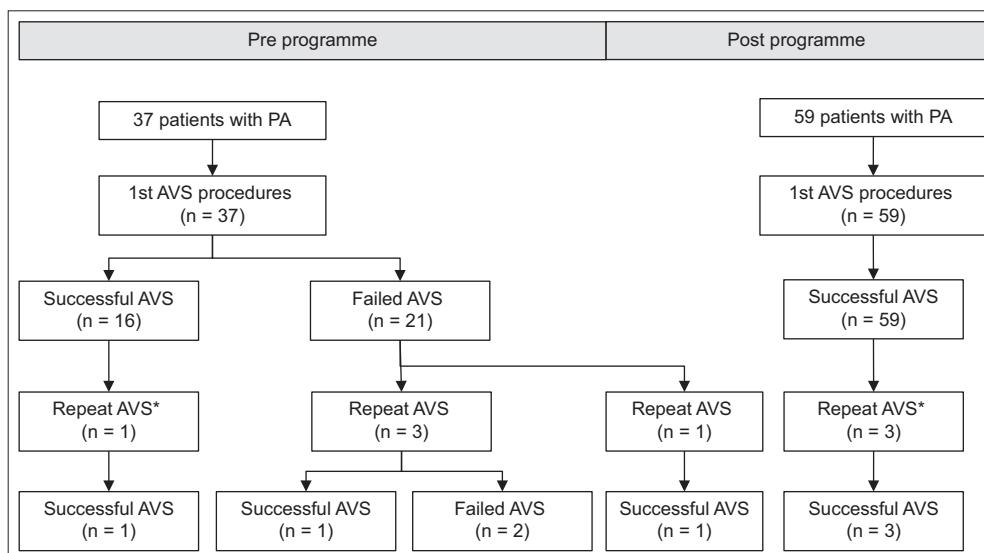 Pre programme
Post programme
37 patients with PA
59 patients with PA
1st AVS procedures
(n = 37)
1st AVS procedures
(n = 59)
Successful AVS
(n = 16)
Failed AVS
(n = 21)
Successful AVS
(n = 59)
Repeat AVS*
(n = 1)
Repeat AVS
(n = 3)
Repeat AVS
(n = 1)
Repeat AVS*
(n = 3)
Successful AVS
(n = 1)
Successful AVS
(n = 1)
Failed AVS
(n = 2)
Successful AVS
(n = 1)
Successful AVS
(n = 3)